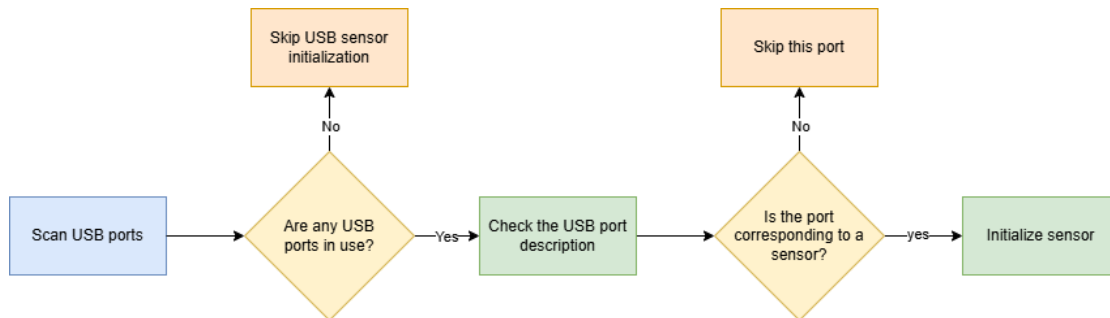 Skip USB sensor
initialization
Skip this port
No
No
Scan USB ports
Are any USB
ports in use?
Yes
Check the USB port
description
Is the port
corresponding to a
sensor?
yes
Initialize sensor